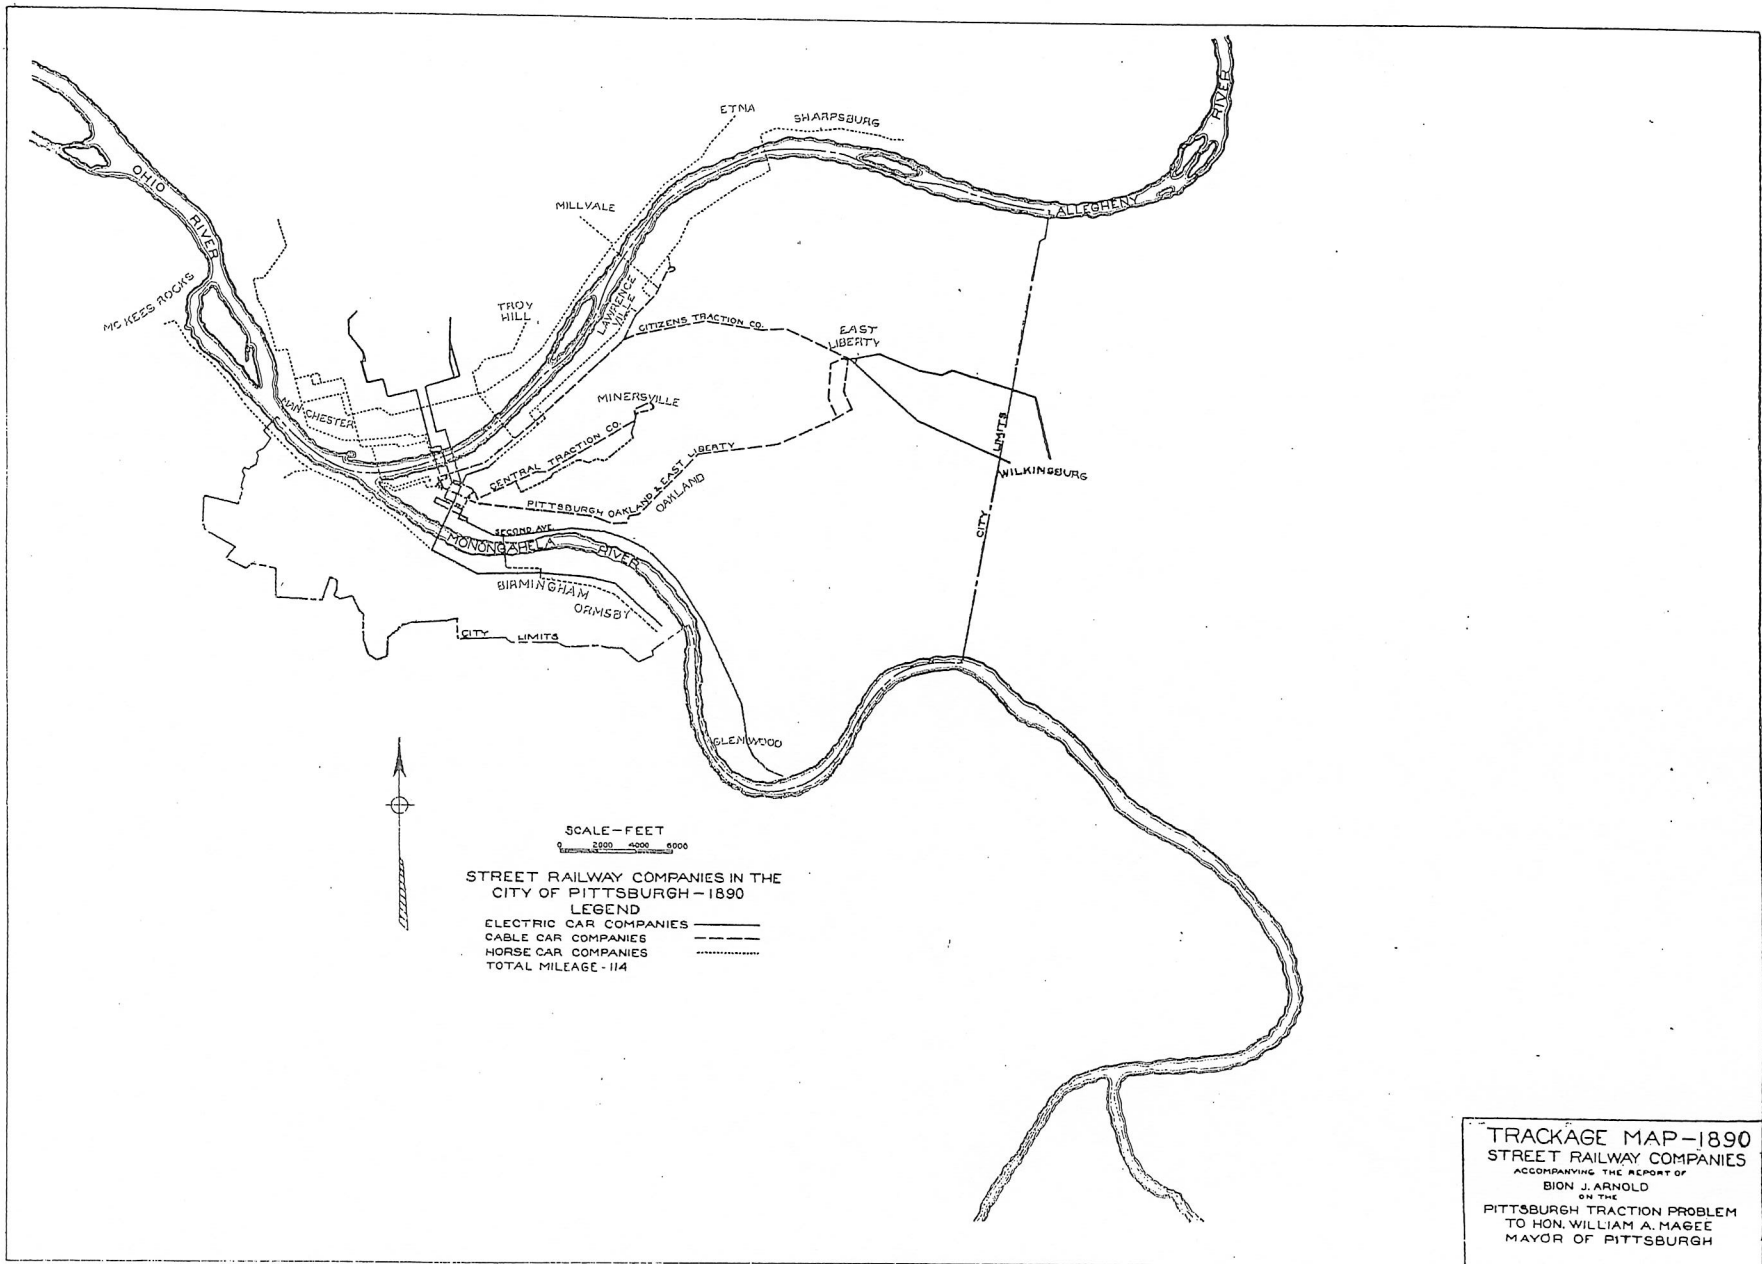 ETNA
SHARPSBURG
RIVER
OHIO
RIVER
MILLVALE
ALLEGHENY
MC KEES ROCKS
TROY
HILL
LAWRENCE
VILLE
CITIZENS TRACTION CO.
EAST
LIBERTY
MANCHESTER
MINERSVILLE
CENTRAL TRACTION CO.
LIMITS
WILKINSBURG
PITTSBURGH OAKLAND & EAST LIBERTY
OAKLAND
CITY
SECOND AVE.
MONONGAHELA
RIVER
BIRMINGHAM
ORMSBY
CITY LIMITS
GLENWOOD
SCALE-FEET
0 2000 4000 6000
STREET RAILWAY COMPANIES IN THE
CITY OF PITTSBURGH-1890
LEGEND
ELECTRIC CAR COMPANIES
CABLE CAR COMPANIES
HORSE CAR COMPANIES
TOTAL MILEAGE-114
TRACKAGE MAP-1890
STREET RAILWAY COMPANIES
ACCOMPANYING THE REPORT OF
BION J. ARNOLD
ON THE
PITTSBURGH TRACTION PROBLEM
TO HON. WILLIAM A. MAGEE
MAYOR OF PITTSBURGH